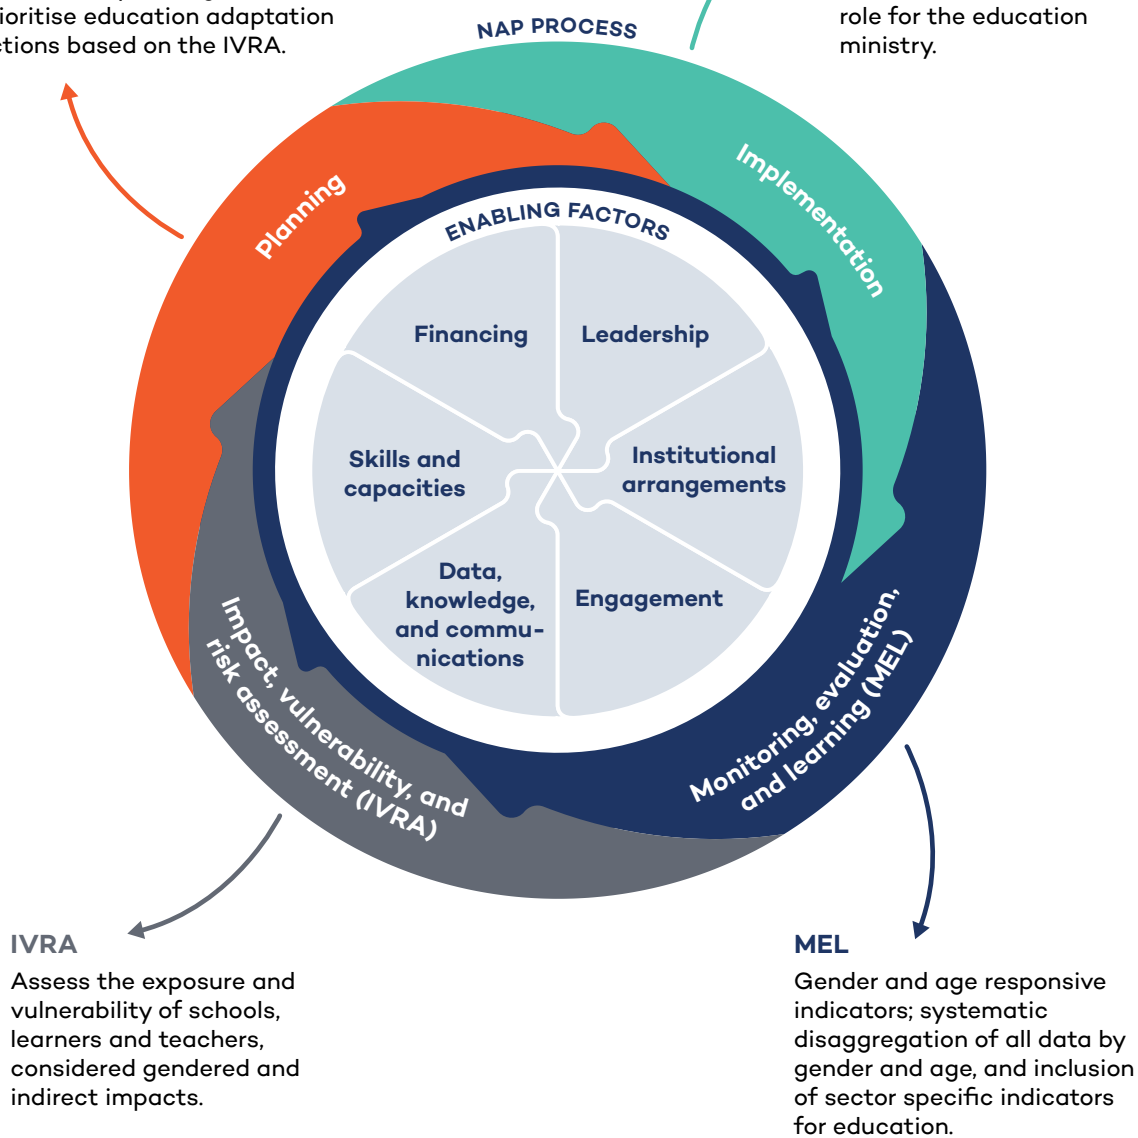 ioritise education adaptation
ctions based on the IVRA.
role for the education
ministry.
NAP PROCESS
Planning
Implementation
ENABLING FACTORS
Financing
Leadership
Skills and
capacities
Institutional
arrangements
Data,
knowledge,
and commu-
nications
Engagement
Impact, vulnerability, and
risk assessment (IVRA)
Monitoring, evaluation,
and learning (MEL)
IVRA
Assess the exposure and
vulnerability of schools,
learners and teachers,
considered gendered and
indirect impacts.
MEL
Gender and age responsive
indicators; systematic
disaggregation of all data by
gender and age, and inclusion
of sector specific indicators
for education.